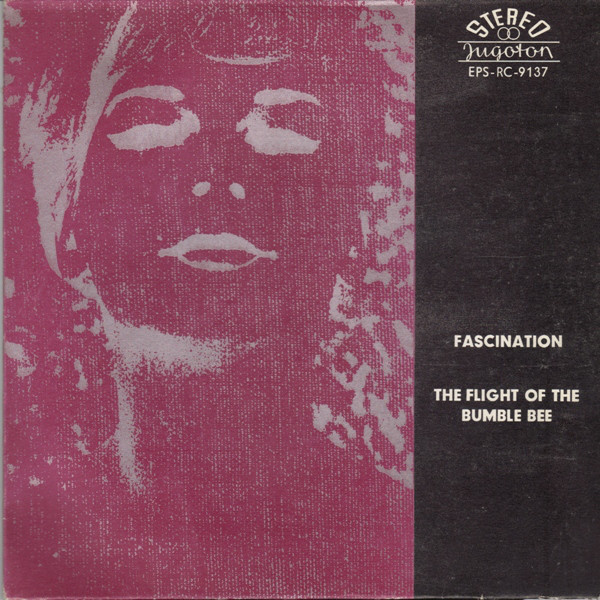 STEREO
Jugoton
EPS-RC-9137
FASCINATION
THE FLIGHT OF THE
BUMBLE BEE